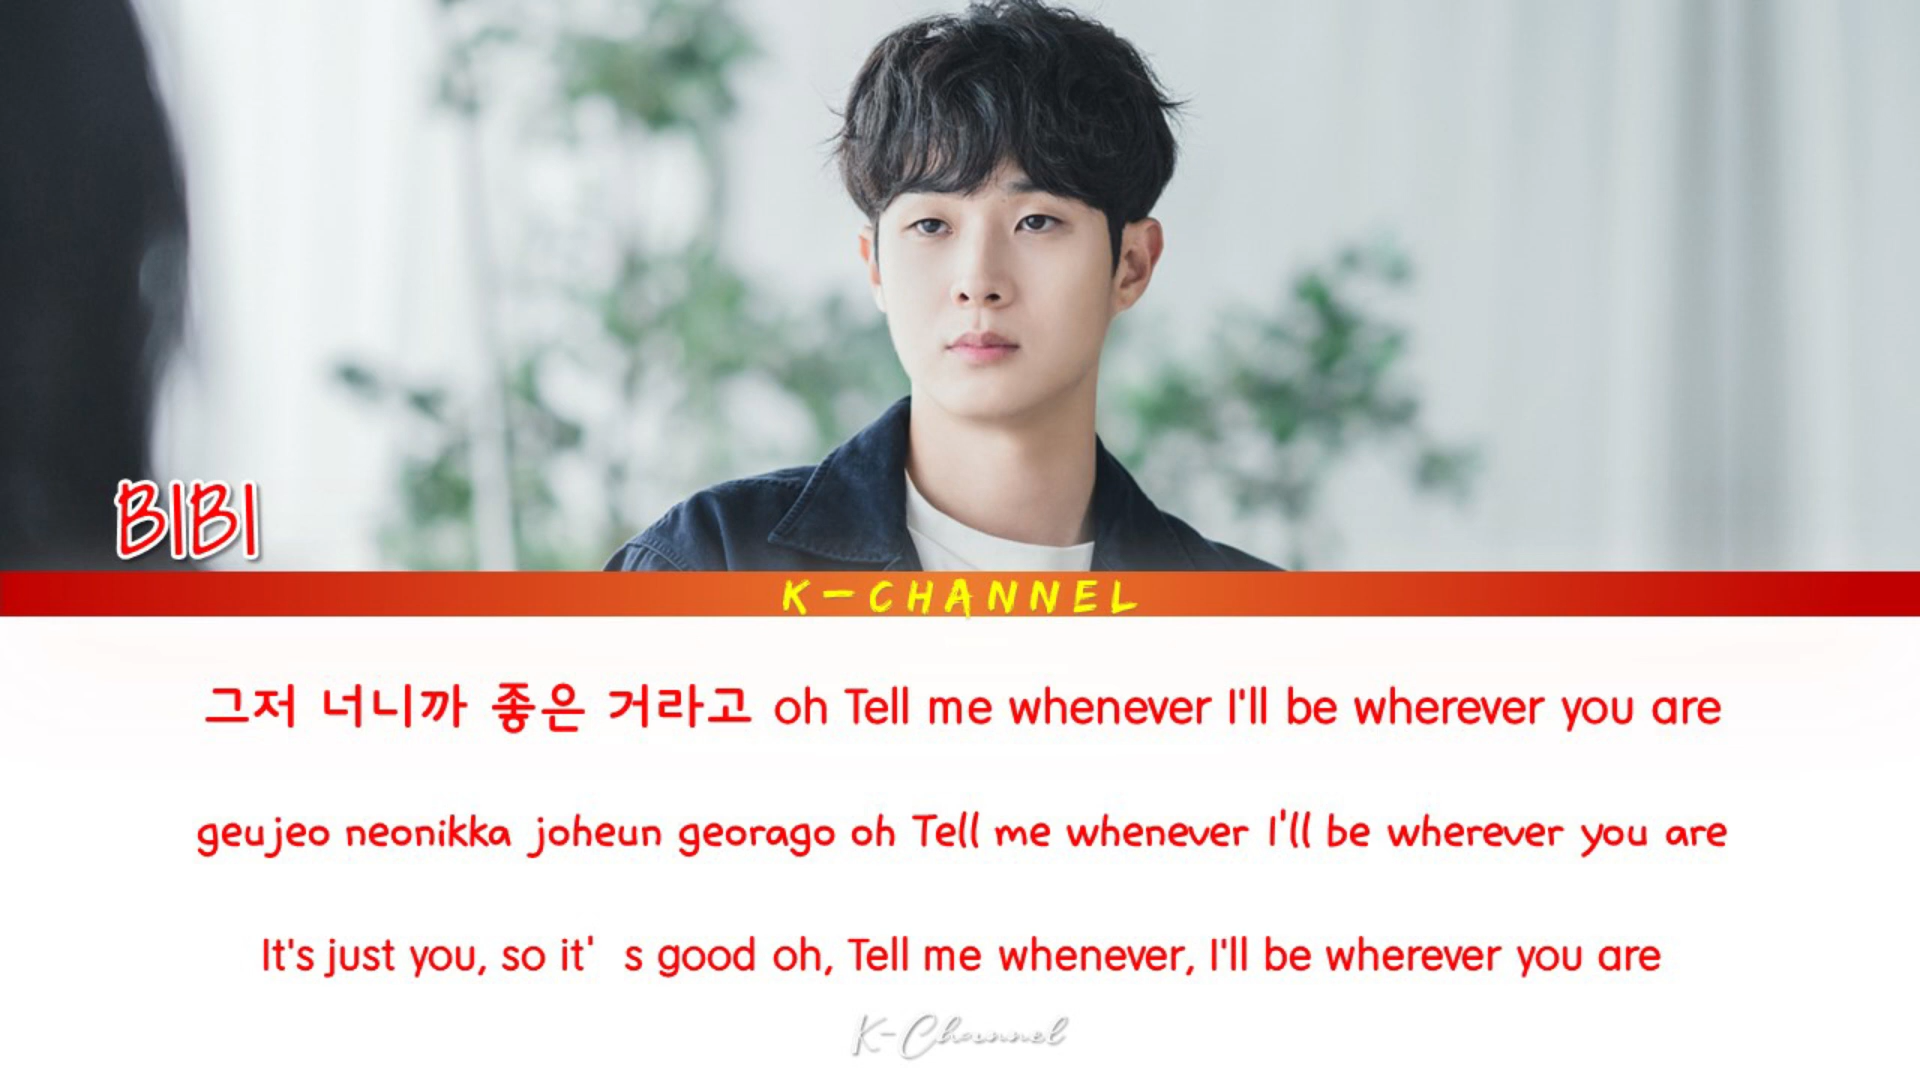 BIBI
K-CHANNEL
그저 너니까 좋은 거라고 oh Tell me whenever I'll be wherever you are
geujeo neonikka joheun georago oh Tell me whenever I'll be wherever you are
It's just you, so it' s good oh, Tell me whenever, I'll be wherever you are
K-Channel